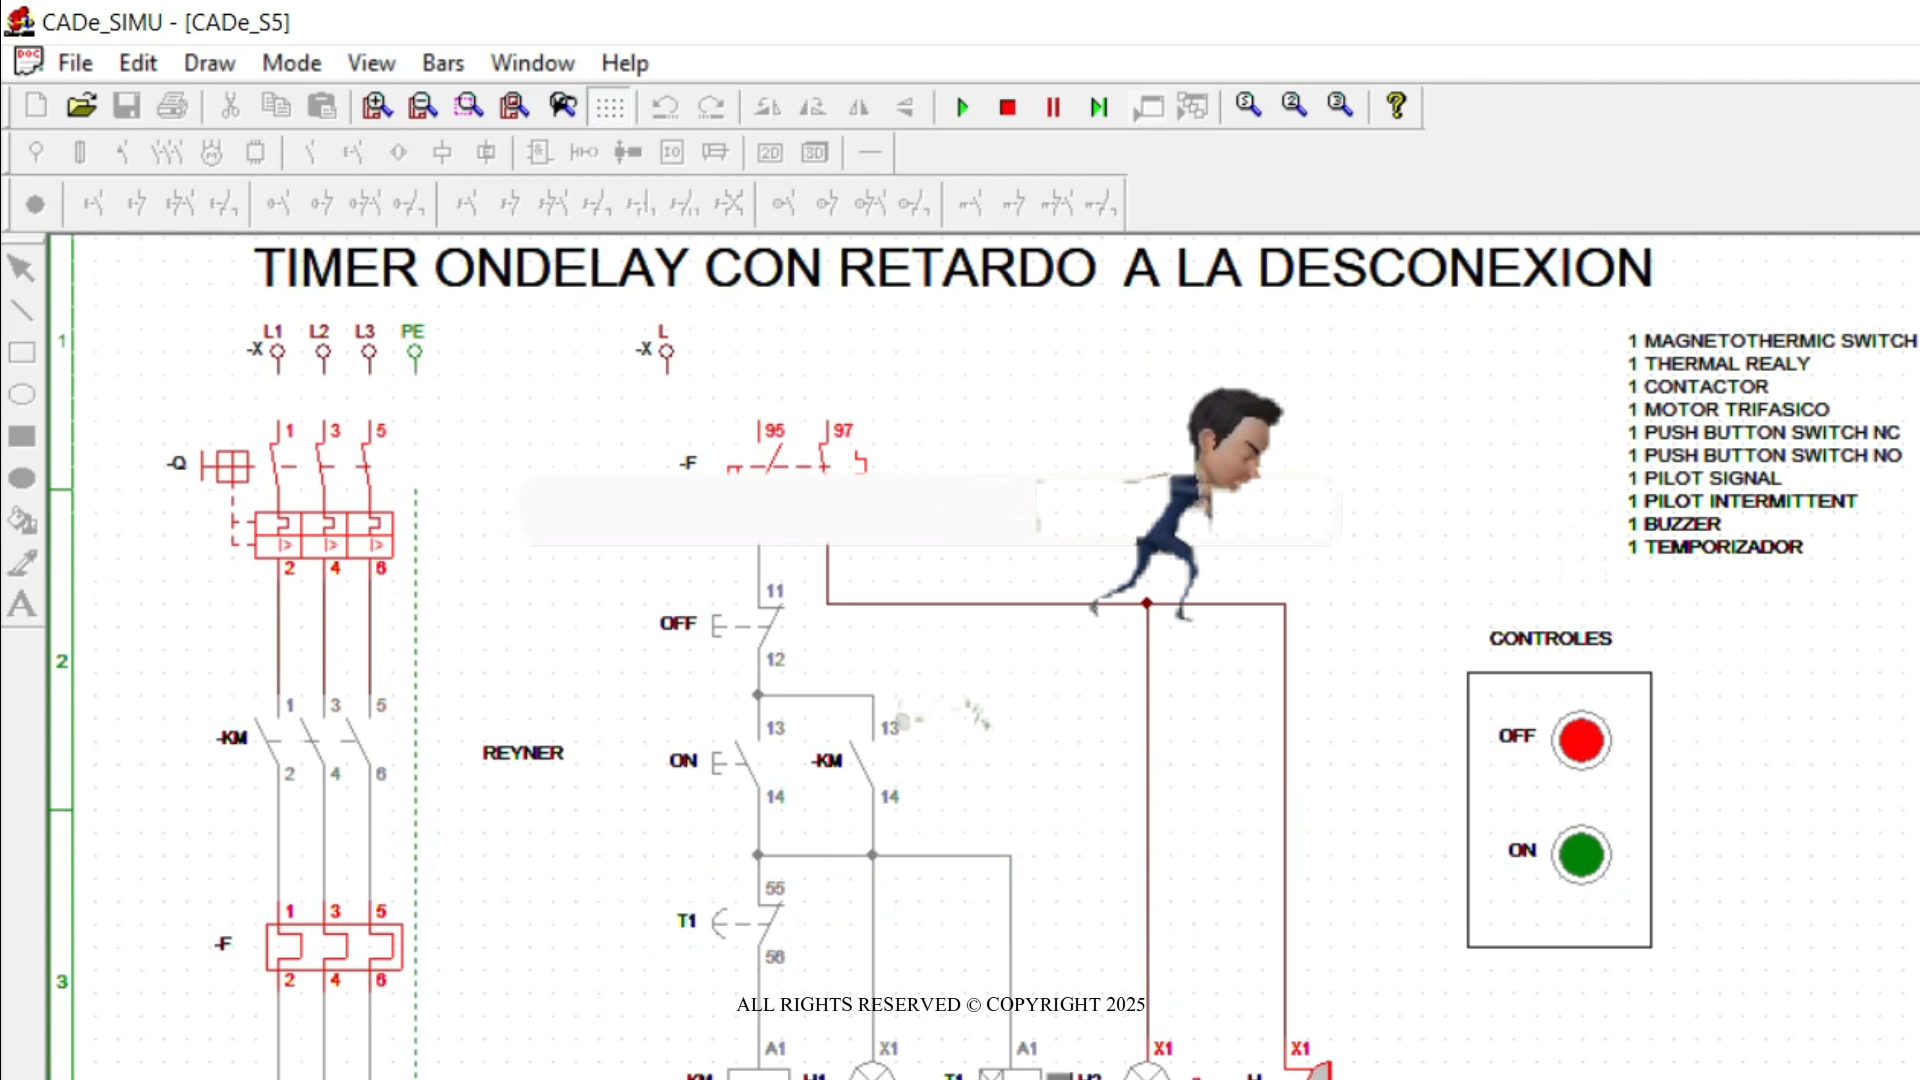 CADe_SIMU - [CADe_S5]
File Edit Draw Mode View Bars Window Help
TIMER ONDELAY CON RETARDO A LA DESCONEXION
L1 L2 L3 PE
-X
L
-X
1 MAGNETOTHERMIC SWITCH
1 THERMAL REALY
1 CONTACTOR
1 MOTOR TRIFASICO
1 PUSH BUTTON SWITCH NC
1 PUSH BUTTON SWITCH NO
1 PILOT SIGNAL
1 PILOT INTERMITTENT
1 BUZZER
1 TEMPORIZADOR
1
1 3 5
95 97
-Q
-F
2 4 6
11
OFF
12
CONTROLES
2
1 3 5
13 13
-KM
REYNER
ON
-KM
OFF
2 4 6
14 14
ON
55
1 3 5
T1
-F
56
2 4 6
3
ALL RIGHTS RESERVED © COPYRIGHT 2025
A1 X1 A1 X1 X1